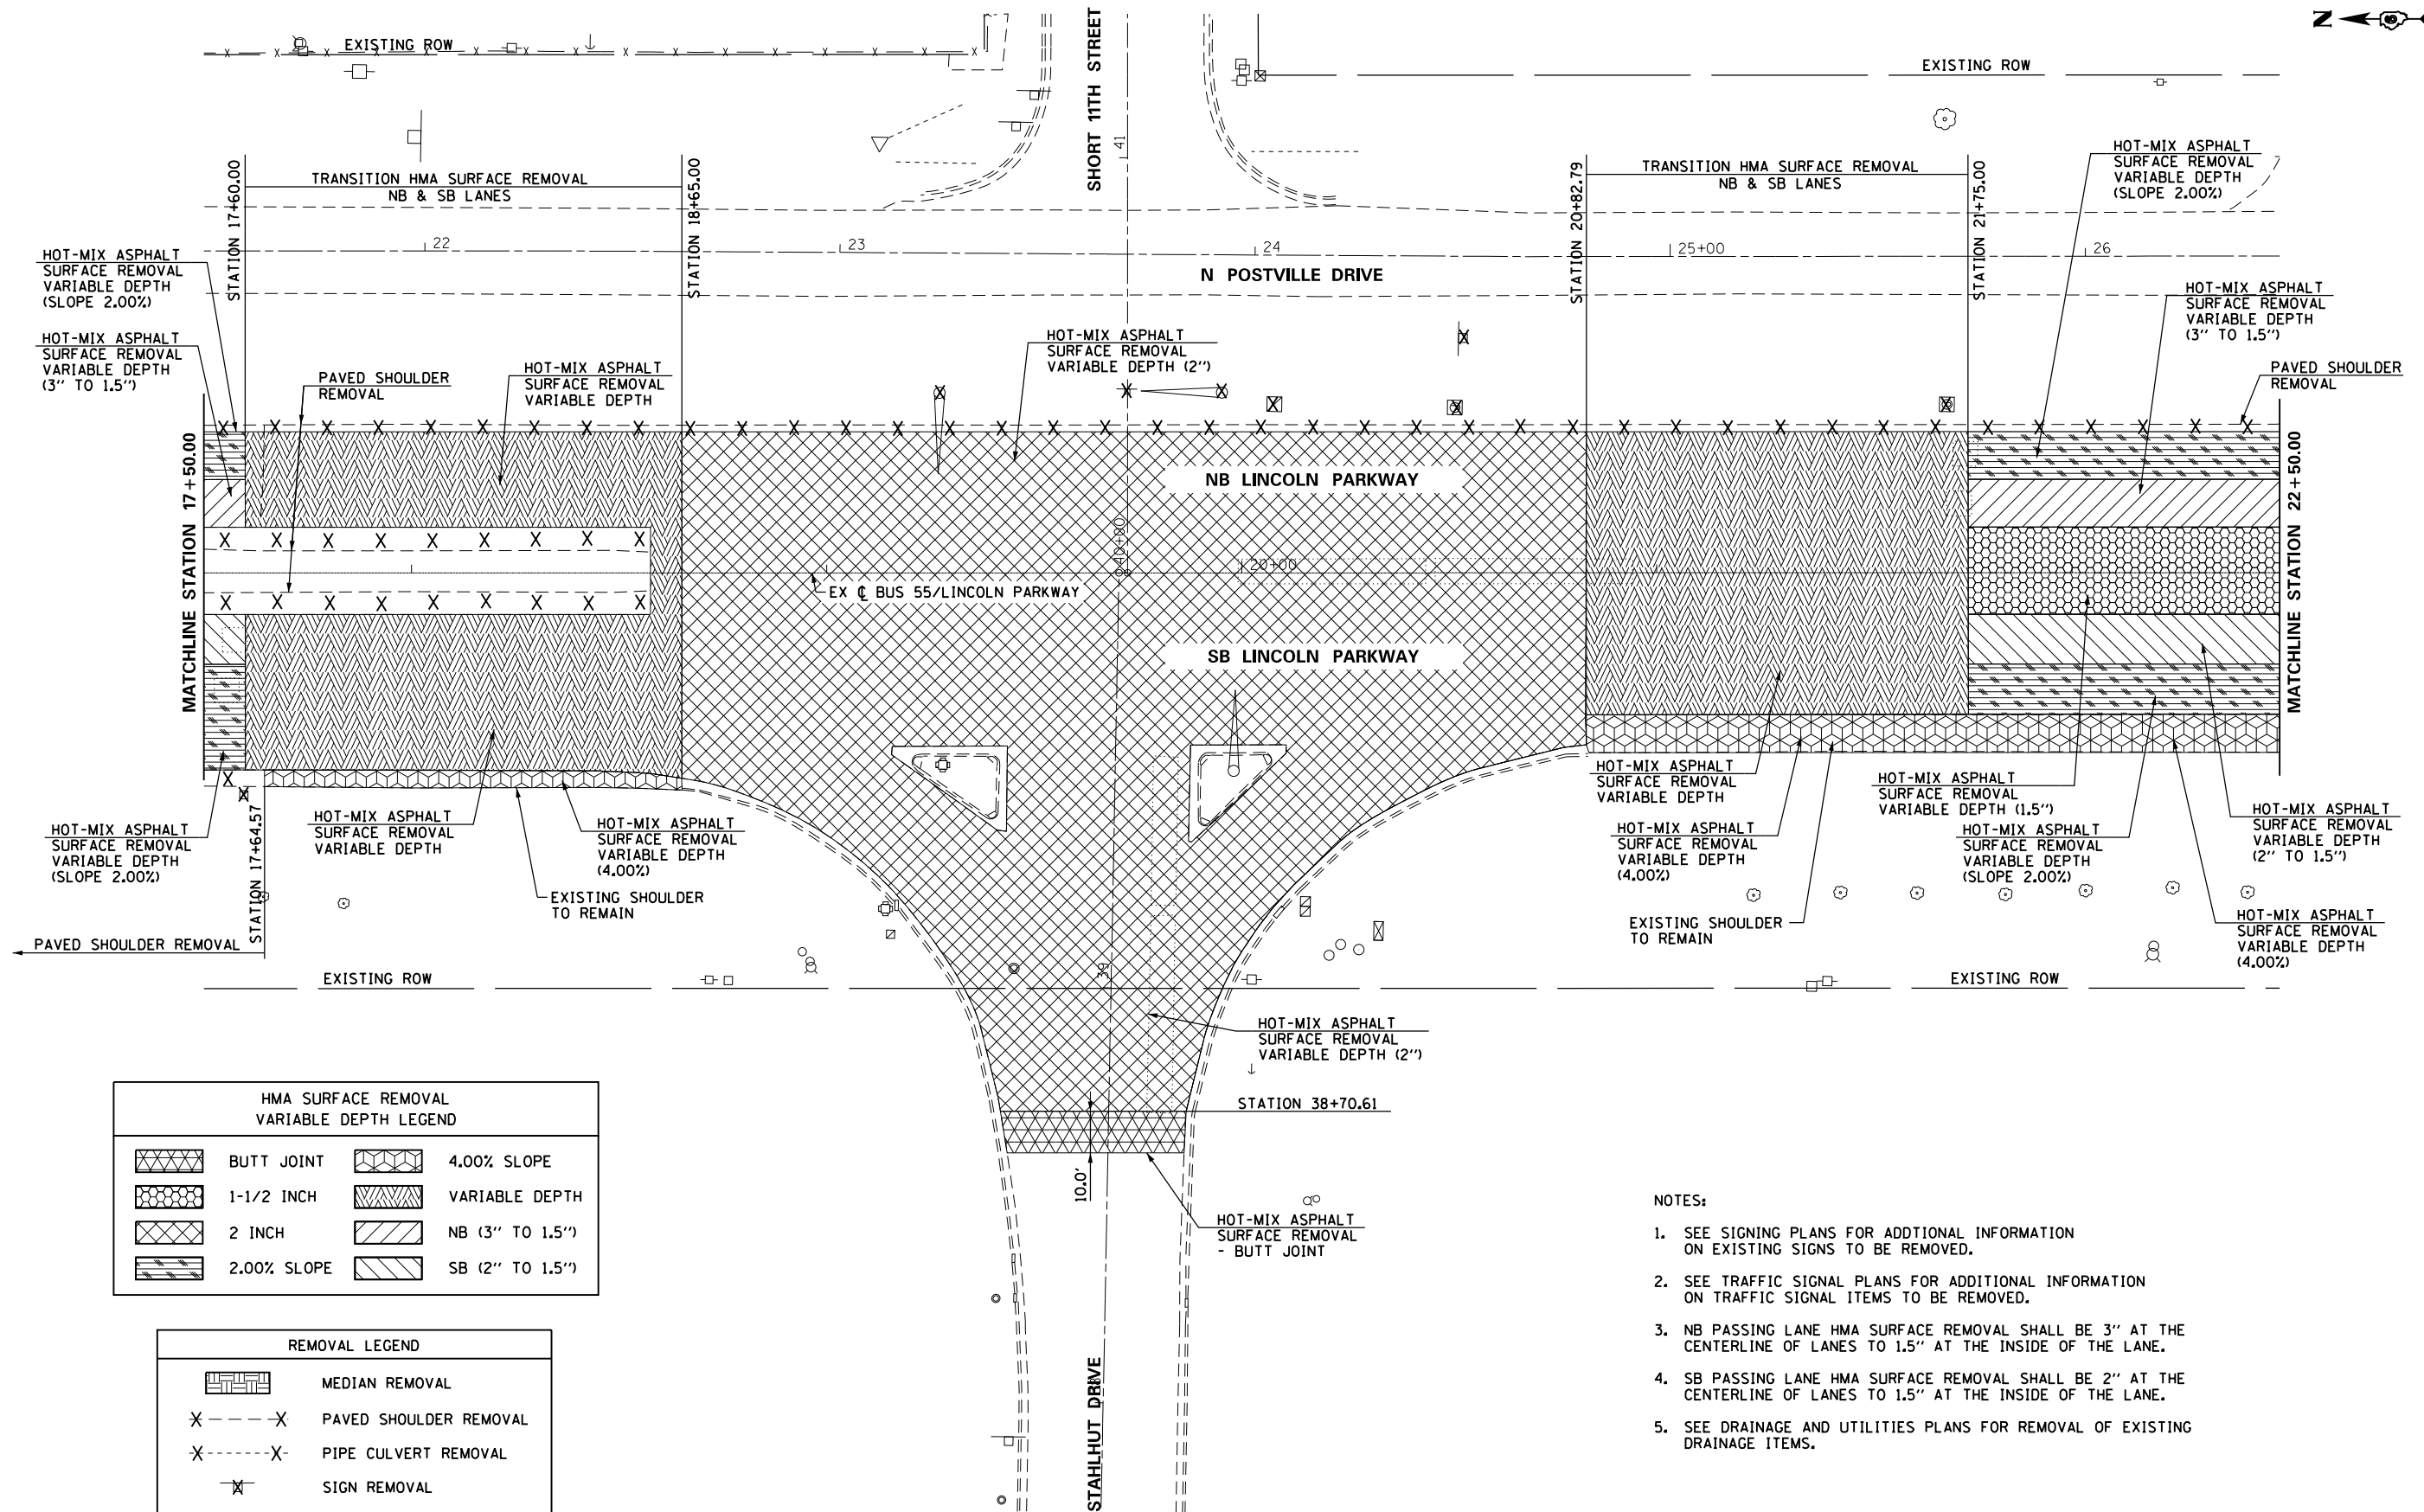 N
EXISTING ROW
SHORT 11TH STREET
41
EXISTING ROW
STATION 17+60.00
TRANSITION HMA SURFACE REMOVAL
NB & SB LANES
STATION 18+65.00
STATION 20+82.79
TRANSITION HMA SURFACE REMOVAL
NB & SB LANES
STATION 21+75.00
HOT-MIX ASPHALT
SURFACE REMOVAL
VARIABLE DEPTH
(SLOPE 2.00%)
22
23
24
25+00
26
N POSTVILLE DRIVE
HOT-MIX ASPHALT
SURFACE REMOVAL
VARIABLE DEPTH
(SLOPE 2.00%)
HOT-MIX ASPHALT
SURFACE REMOVAL
VARIABLE DEPTH
(3" TO 1.5")
PAVED SHOULDER
REMOVAL
HOT-MIX ASPHALT
SURFACE REMOVAL
VARIABLE DEPTH
HOT-MIX ASPHALT
SURFACE REMOVAL
VARIABLE DEPTH (2")
HOT-MIX ASPHALT
SURFACE REMOVAL
VARIABLE DEPTH
(3" TO 1.5")
PAVED SHOULDER
REMOVAL
MATCHLINE STATION 17+50.00
NB LINCOLN PARKWAY
40+00
20+00
EX ℄ BUS 55/LINCOLN PARKWAY
SB LINCOLN PARKWAY
MATCHLINE STATION 22+50.00
HOT-MIX ASPHALT
SURFACE REMOVAL
VARIABLE DEPTH
(SLOPE 2.00%)
STATION 17+64.57
PAVED SHOULDER REMOVAL
HOT-MIX ASPHALT
SURFACE REMOVAL
VARIABLE DEPTH
HOT-MIX ASPHALT
SURFACE REMOVAL
VARIABLE DEPTH
(4.00%)
EXISTING SHOULDER
TO REMAIN
HOT-MIX ASPHALT
SURFACE REMOVAL
VARIABLE DEPTH
HOT-MIX ASPHALT
SURFACE REMOVAL
VARIABLE DEPTH
(4.00%)
EXISTING SHOULDER
TO REMAIN
HOT-MIX ASPHALT
SURFACE REMOVAL
VARIABLE DEPTH (1.5")
HOT-MIX ASPHALT
SURFACE REMOVAL
VARIABLE DEPTH
(SLOPE 2.00%)
HOT-MIX ASPHALT
SURFACE REMOVAL
VARIABLE DEPTH
(2" TO 1.5")
HOT-MIX ASPHALT
SURFACE REMOVAL
VARIABLE DEPTH
(4.00%)
EXISTING ROW
39
EXISTING ROW
HOT-MIX ASPHALT
SURFACE REMOVAL
VARIABLE DEPTH (2")
STATION 38+70.61
10.0'
HOT-MIX ASPHALT
SURFACE REMOVAL
- BUTT JOINT
STAHLHUT DRIVE
HMA SURFACE REMOVAL
VARIABLE DEPTH LEGEND
BUTT JOINT
4.00% SLOPE
1-1/2 INCH
VARIABLE DEPTH
2 INCH
NB (3" TO 1.5")
2.00% SLOPE
SB (2" TO 1.5")
REMOVAL LEGEND
MEDIAN REMOVAL
PAVED SHOULDER REMOVAL
PIPE CULVERT REMOVAL
SIGN REMOVAL
NOTES:
1. SEE SIGNING PLANS FOR ADDTIONAL INFORMATION
ON EXISTING SIGNS TO BE REMOVED.
2. SEE TRAFFIC SIGNAL PLANS FOR ADDITIONAL INFORMATION
ON TRAFFIC SIGNAL ITEMS TO BE REMOVED.
3. NB PASSING LANE HMA SURFACE REMOVAL SHALL BE 3" AT THE
CENTERLINE OF LANES TO 1.5" AT THE INSIDE OF THE LANE.
4. SB PASSING LANE HMA SURFACE REMOVAL SHALL BE 2" AT THE
CENTERLINE OF LANES TO 1.5" AT THE INSIDE OF THE LANE.
5. SEE DRAINAGE AND UTILITIES PLANS FOR REMOVAL OF EXISTING
DRAINAGE ITEMS.